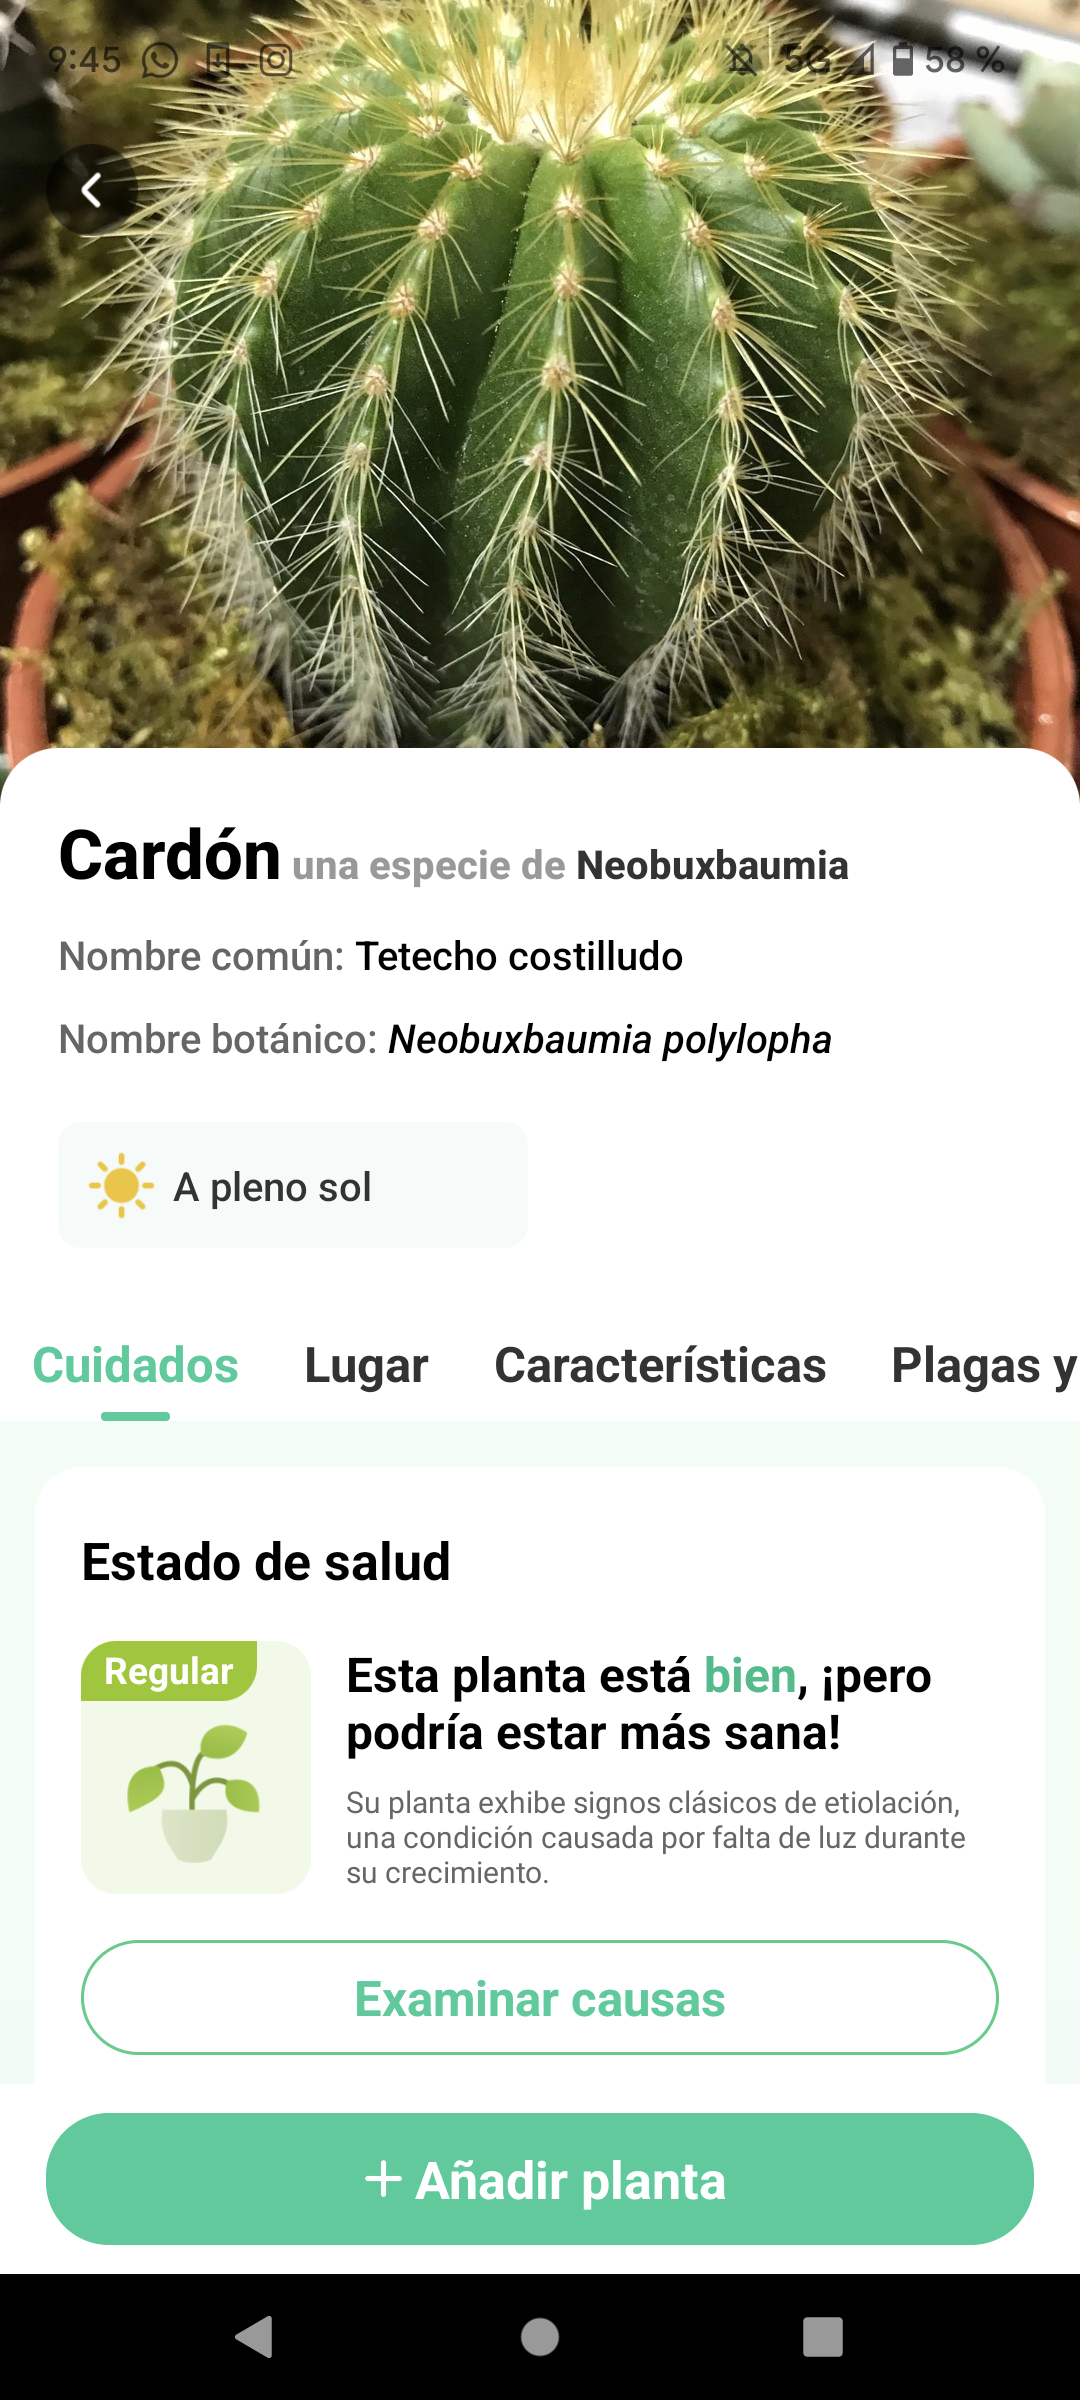 9:45 5G 58 %
Cardón una especie de Neobuxbaumia
Nombre común: Tetecho costilludo
Nombre botánico: Neobuxbaumia polylopha
A pleno sol
Cuidados Lugar Características Plagas y
Estado de salud
Regular
Esta planta está bien, ¡pero
podría estar más sana!
Su planta exhibe signos clásicos de etiolación,
una condición causada por falta de luz durante
su crecimiento.
Examinar causas
+ Añadir planta